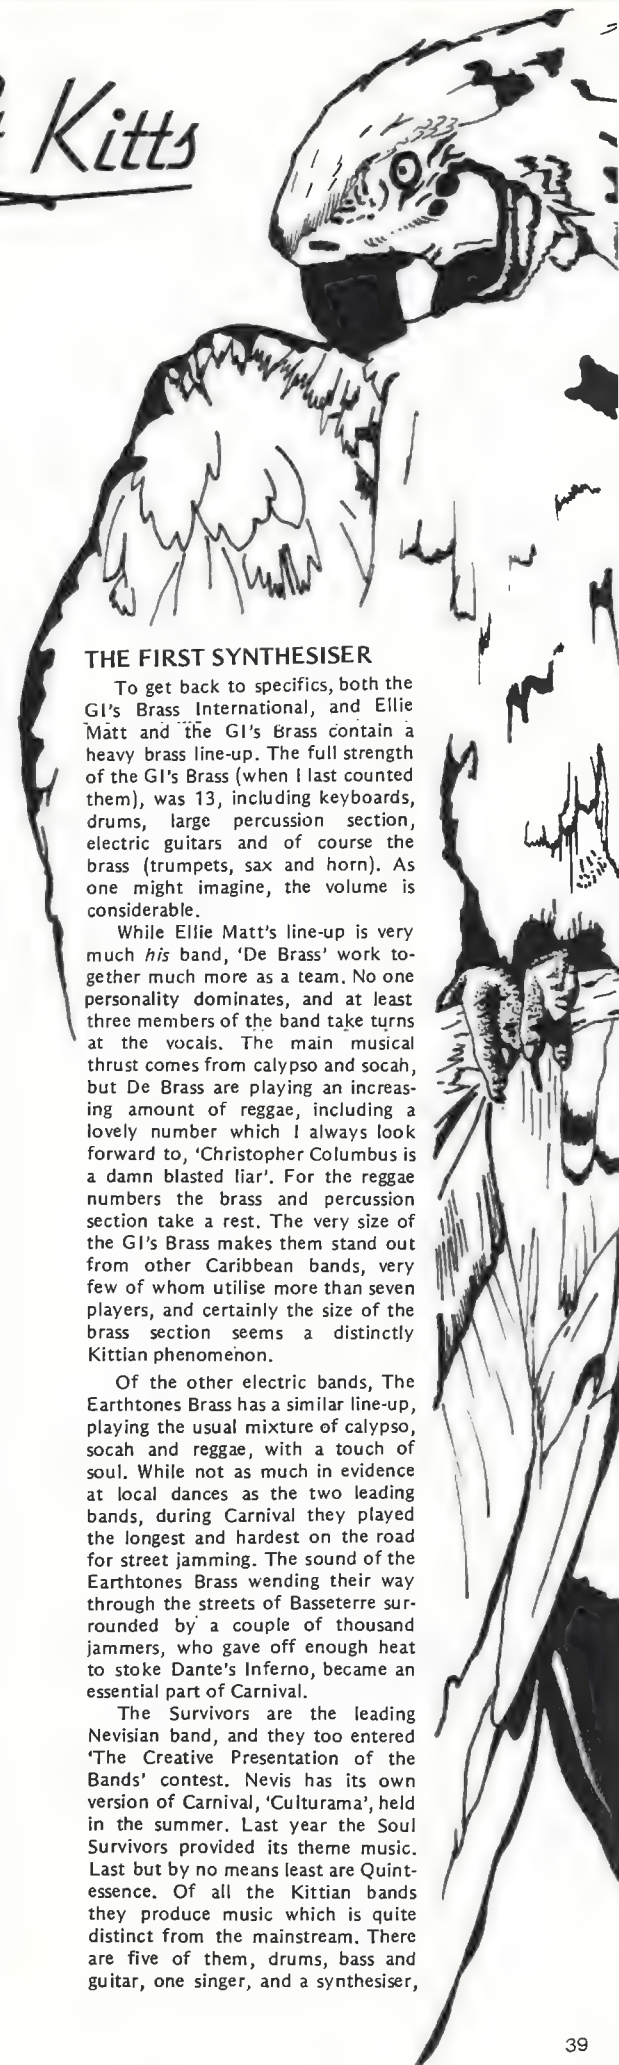 Kitts
THE FIRST SYNTHESISER
To get back to specifics, both the
GI's Brass International, and Ellie
Matt and the GI's Brass contain a
heavy brass line-up. The full strength
of the GI's Brass (when I last counted
them), was 13, including keyboards,
drums, large percussion section,
electric guitars and of course the
brass (trumpets, sax and horn). As
one might imagine, the volume is
considerable.
While Ellie Matt's line-up is very
much his band, 'De Brass' work to-
gether much more as a team. No one
personality dominates, and at least
three members of the band take turns
at the vocals. The main musical
thrust comes from calypso and socah,
but De Brass are playing an increas-
ing amount of reggae, including a
lovely number which I always look
forward to, 'Christopher Columbus is
a damn blasted liar'. For the reggae
numbers the brass and percussion
section take a rest. The very size of
the GI's Brass makes them stand out
from other Caribbean bands, very
few of whom utilise more than seven
players, and certainly the size of the
brass section seems a distinctly
Kittian phenomenon.
Of the other electric bands, The
Earthtones Brass has a similar line-up,
playing the usual mixture of calypso,
socah and reggae, with a touch of
soul. While not as much in evidence
at local dances as the two leading
bands, during Carnival they played
the longest and hardest on the road
for street jamming. The sound of the
Earthtones Brass wending their way
through the streets of Basseterre sur-
rounded by a couple of thousand
jammers, who gave off enough heat
to stoke Dante's Inferno, became an
essential part of Carnival.
The Survivors are the leading
Nevisian band, and they too entered
'The Creative Presentation of the
Bands' contest. Nevis has its own
version of Carnival, 'Culturama', held
in the summer. Last year the Soul
Survivors provided its theme music.
Last but by no means least are Quint-
essence. Of all the Kittian bands
they produce music which is quite
distinct from the mainstream. There
are five of them, drums, bass and
guitar, one singer, and a synthesiser,
39